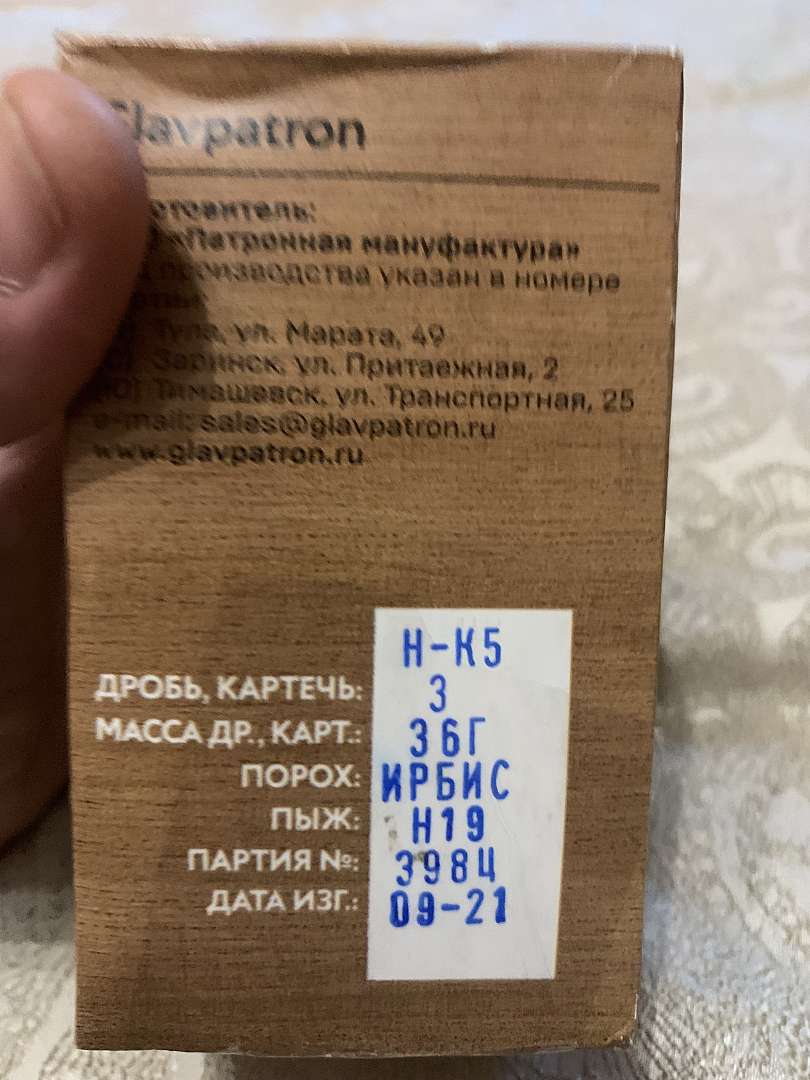 Glavpatron
«Патронная мануфактура»
производства указан в номере
Тула, ул. Марата, 49
Заринск, ул. Притаежная, 2
Тимашевск, ул. Транспортная, 25
e-mail: sales@glavpatron.ru
www.glavpatron.ru
Н-К5
ДРОБЬ, КАРТЕЧЬ: 3
МАССА ДР., КАРТ.: 36Г
ПОРОХ: ИРБИС
ПЫЖ: Н19
ПАРТИЯ №: 398Ц
ДАТА ИЗГ.: 09-21